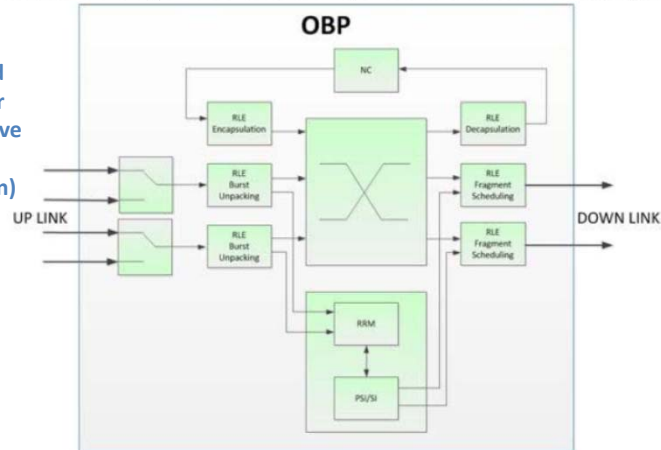 OBP
NC
RLE
Encapsulation
RLE
Decapsulation
RLE
Burst
Unpacking
RLE
Fragment
Scheduling
UP LINK
DOWN LINK
RLE
Burst
Unpacking
RLE
Fragment
Scheduling
RRM
PSI/SI